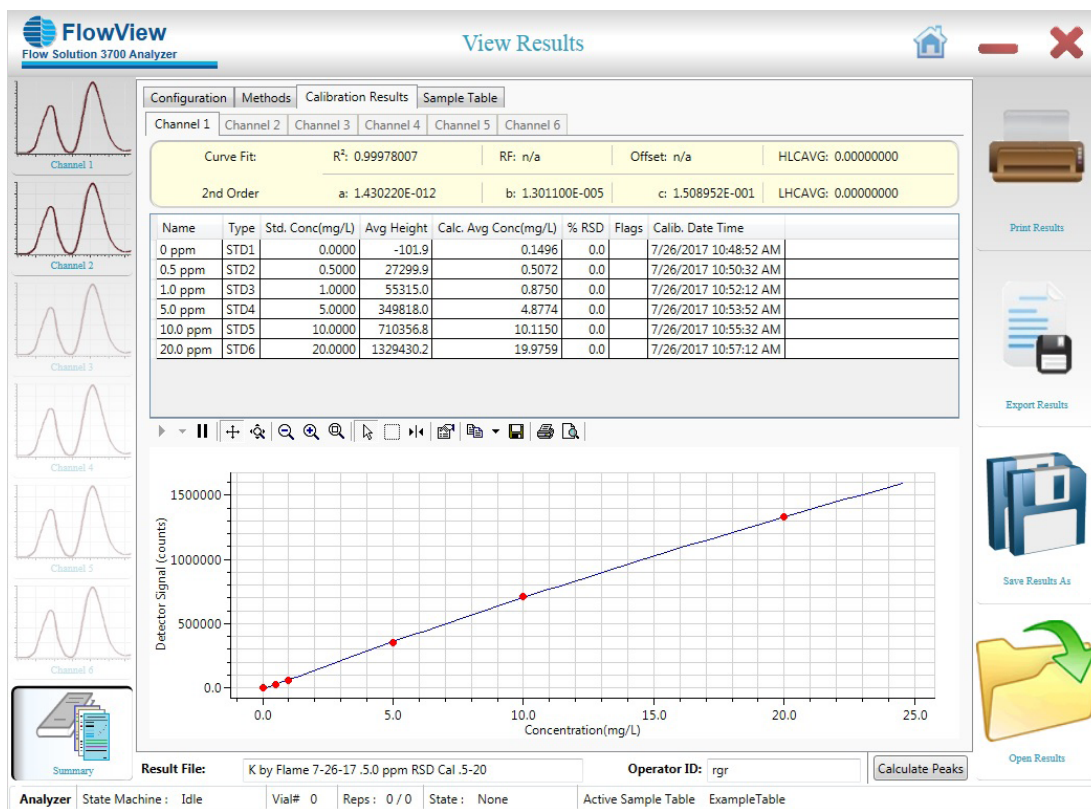 FlowView
Flow Solution 3700 Analyzer
View Results
Channel 1
Channel 2
Channel 3
Channel 4
Channel 5
Channel 6
Summary
Configuration Methods Calibration Results Sample Table
Channel 1 Channel 2 Channel 3 Channel 4 Channel 5 Channel 6
Curve Fit: R²: 0.99978007 RF: n/a Offset: n/a HLCAVG: 0.00000000
2nd Order a: 1.430220E-012 b: 1.301100E-005 c: 1.508952E-001 LHCAVG: 0.00000000
Name Type Std. Conc(mg/L) Avg Height Calc. Avg Conc(mg/L) % RSD Flags Calib. Date Time
0 ppm STD1 0.0000 -101.9 0.1496 0.0 7/26/2017 10:48:52 AM
0.5 ppm STD2 0.5000 27299.9 0.5072 0.0 7/26/2017 10:50:32 AM
1.0 ppm STD3 1.0000 55315.0 0.8750 0.0 7/26/2017 10:52:12 AM
5.0 ppm STD4 5.0000 349818.0 4.8774 0.0 7/26/2017 10:53:52 AM
10.0 ppm STD5 10.0000 710356.8 10.1150 0.0 7/26/2017 10:55:32 AM
20.0 ppm STD6 20.0000 1329430.2 19.9759 0.0 7/26/2017 10:57:12 AM
Detector Signal (counts)
1500000
1000000
500000
0.0
0.0 5.0 10.0 15.0 20.0 25.0
Concentration(mg/L)
Print Results
Export Results
Save Results As
Open Results
Result File: K by Flame 7-26-17 .5.0 ppm RSD Cal .5-20 Operator ID: rgr Calculate Peaks
Analyzer State Machine : Idle Vial# 0 Reps : 0 / 0 State : None Active Sample Table ExampleTable